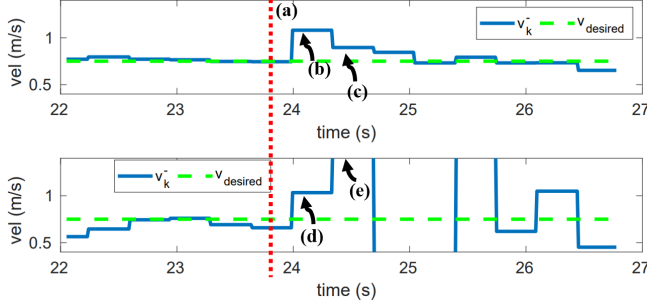 (a)
vel (m/s)
1
0.5
v_k^-
v_desired
(b)
(c)
22 23 24 25 26 27
time (s)
vel (m/s)
1
0.5
v_k^-
v_desired
(e)
(d)
22 23 24 25 26 27
time (s)